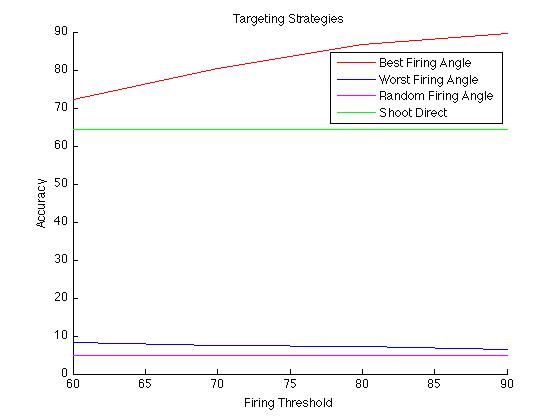 Targeting Strategies
90
80
70
60
50
40
30
20
10
0
Accuracy
Best Firing Angle
Worst Firing Angle
Random Firing Angle
Shoot Direct
60 65 70 75 80 85 90
Firing Threshold